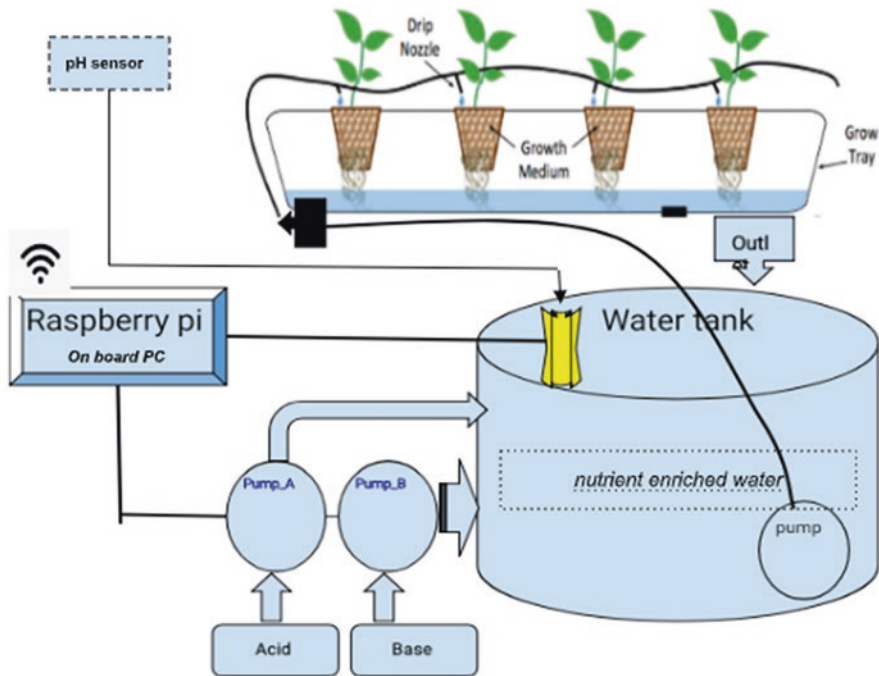 pH sensor
Drip
Nozzle
Growth
Medium
Grow
Tray
Outl
Raspberry pi
On board PC
Water tank
Pump_A
Pump_B
nutrient enriched water
pump
Acid
Base